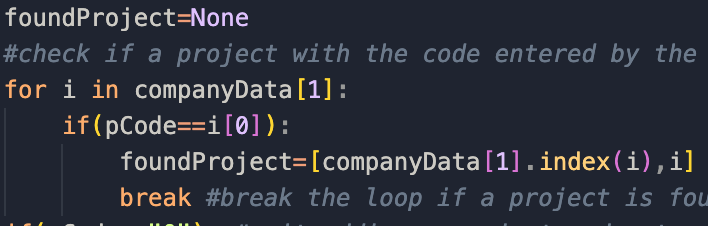 foundProject=None
#check if a project with the code entered by the
for i in companyData[1]:
if(pCode==i[0]):
foundProject=[companyData[1].index(i),i]
break #break the loop if a project is fou